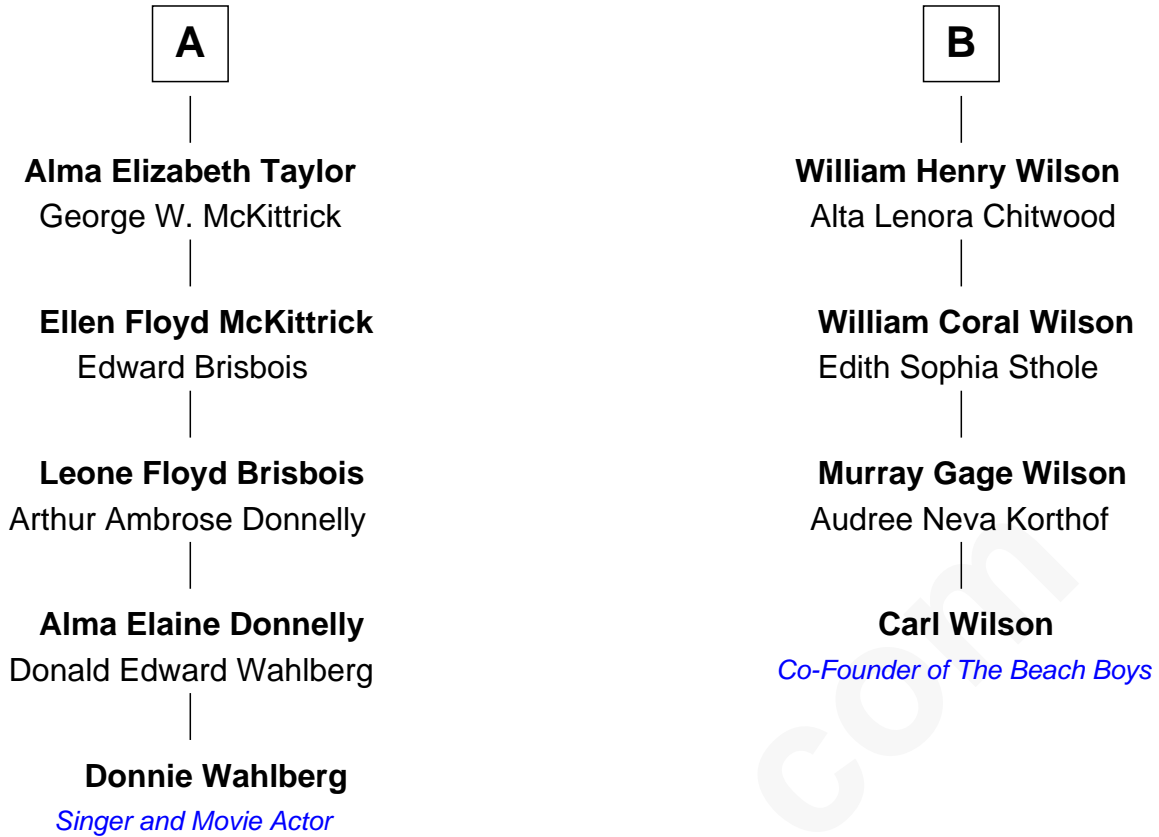 A
Alma Elizabeth Taylor
George W. McKittrick
Ellen Floyd McKittrick
Edward Brisbois
Leone Floyd Brisbois
Arthur Ambrose Donnelly
Alma Elaine Donnelly
Donald Edward Wahlberg
Donnie Wahlberg
Singer and Movie Actor
B
William Henry Wilson
Alta Lenora Chitwood
William Coral Wilson
Edith Sophia Sthole
Murray Gage Wilson
Audree Neva Korthof
Carl Wilson
Co-Founder of The Beach Boys
com